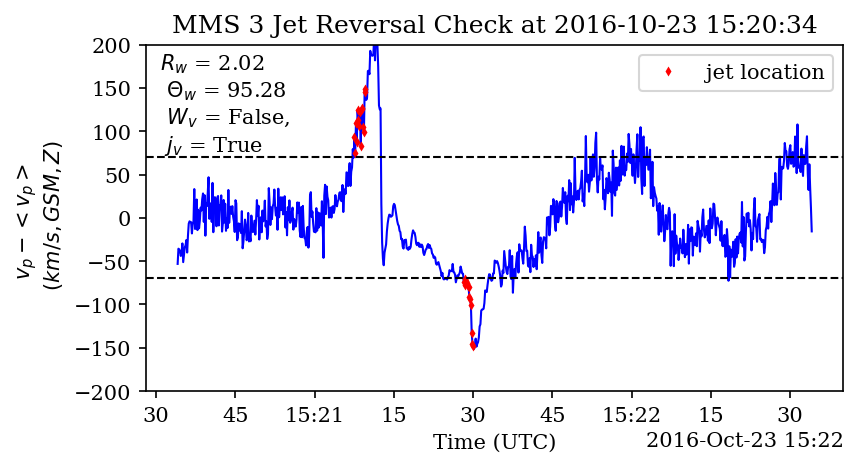 MMS 3 Jet Reversal Check at 2016-10-23 15:20:34
R_w = 2.02
Θ_w = 95.28
W_v = False,
j_v = True
jet location
v_p − < v_p >
(km/s, GSM, Z)
200
150
100
50
0
−50
−100
−150
−200
30 45 15:21 15 30 45 15:22 15 30
Time (UTC)
2016-Oct-23 15:22